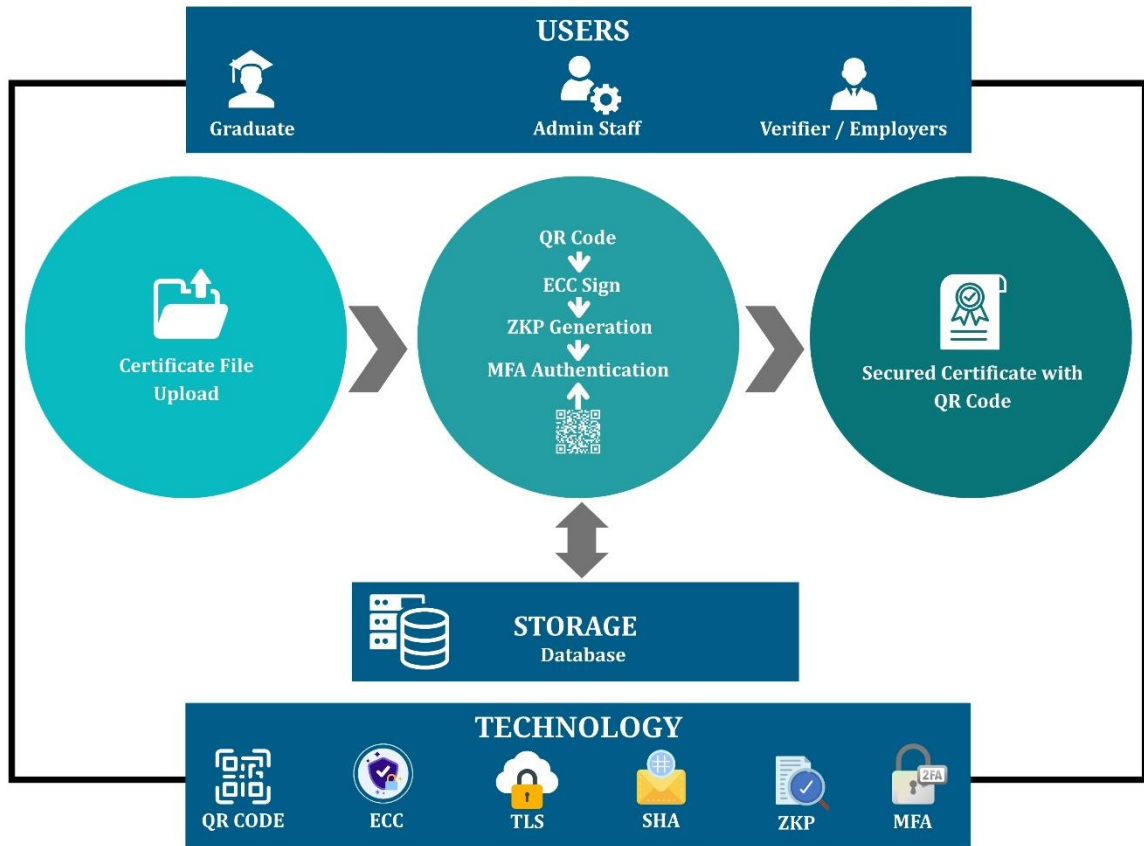 USERS
Graduate
Admin Staff
Verifier / Employers
Certificate File
Upload
QR Code
ECC Sign
ZKP Generation
MFA Authentication
Secured Certificate with
QR Code
STORAGE
Database
TECHNOLOGY
QR CODE
ECC
TLS
SHA
ZKP
2FA
MFA